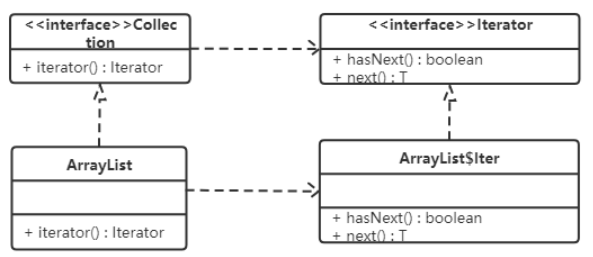 <<interface>>Collec
tion
+ iterator() : Iterator
<<interface>>Iterator
+ hasNext() : boolean
+ next() : T
ArrayList
+ iterator() : Iterator
ArrayList$Iter
+ hasNext() : boolean
+ next() : T